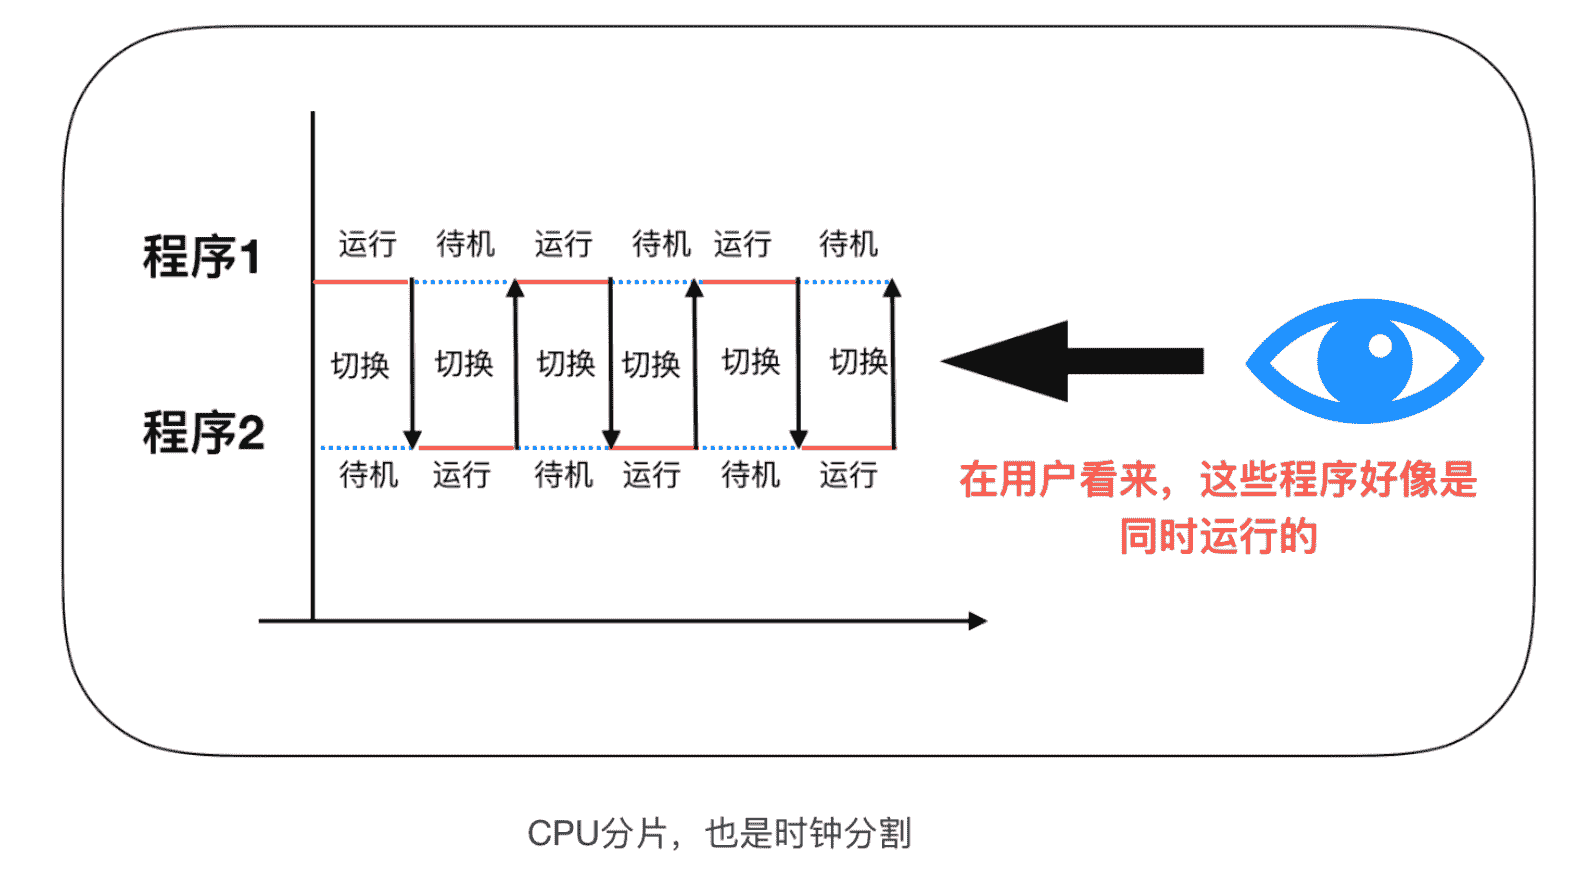 程序1
运行 待机 运行 待机 运行 待机
切换 切换 切换 切换 切换 切换
程序2
待机 运行 待机 运行 待机 运行
在用户看来，这些程序好像是
同时运行的
CPU分片，也是时钟分割